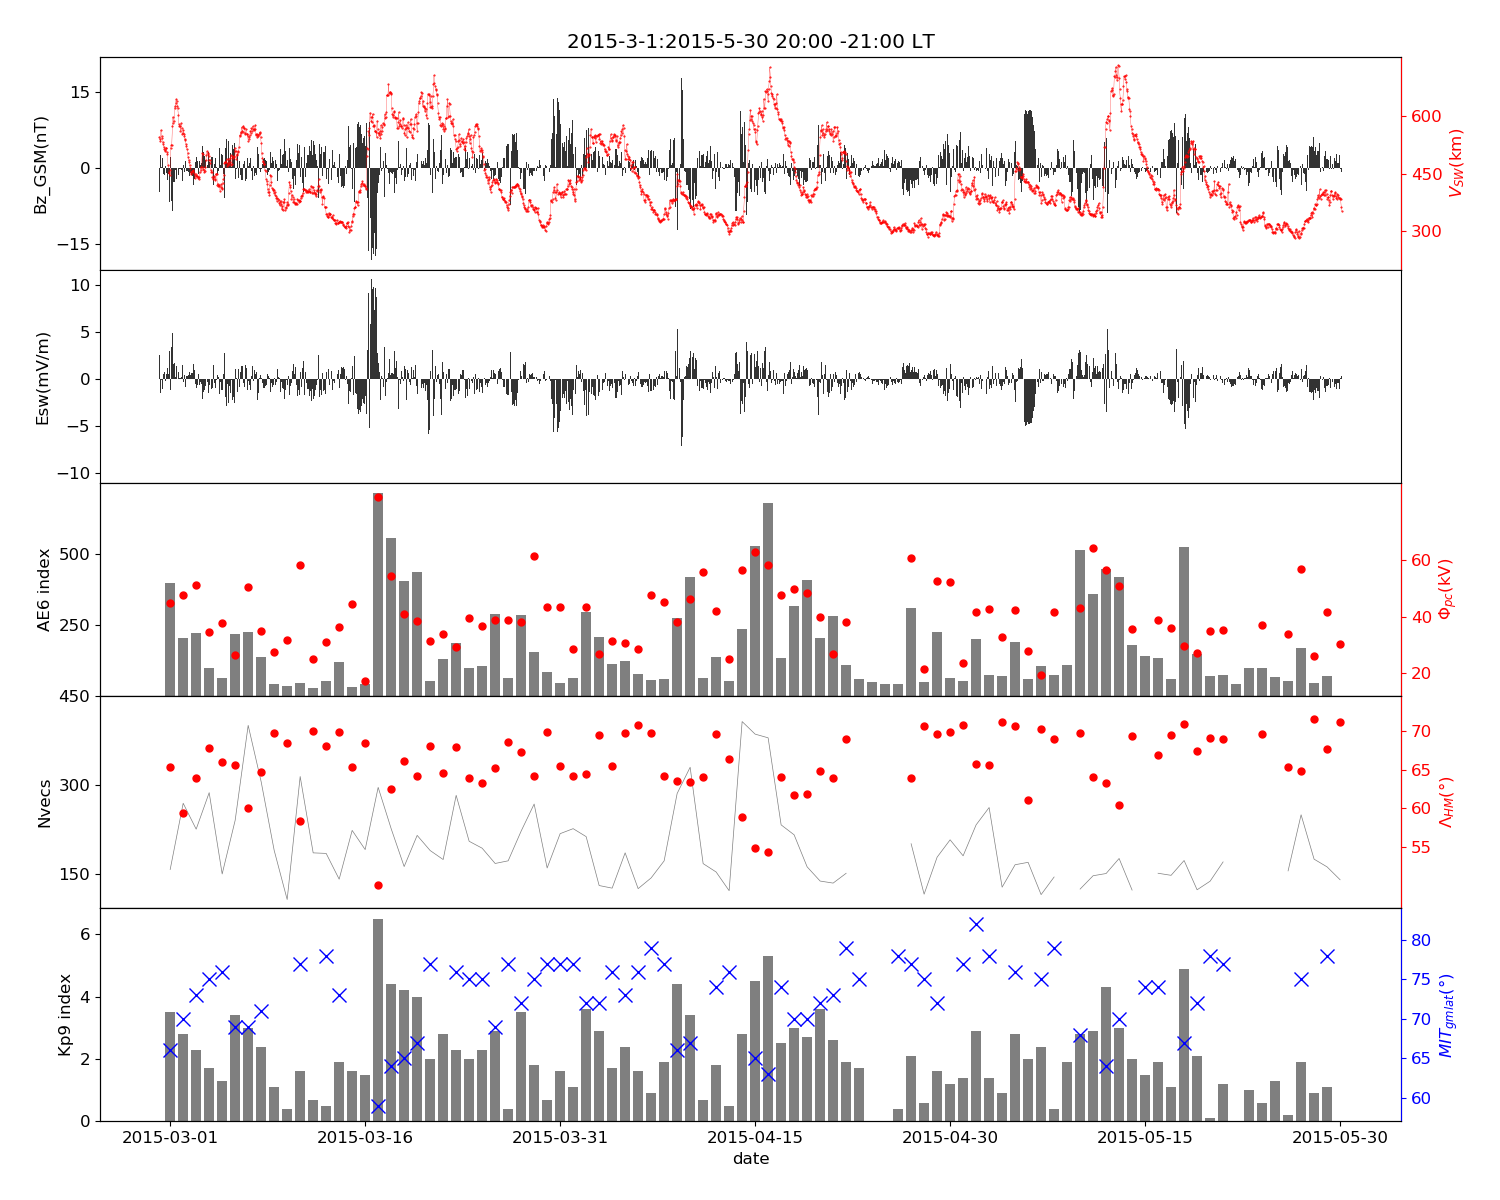 2015-3-1:2015-5-30 20:00 -21:00 LT
Bz_GSM(nT)
15
0
−15
600
450
300
V_SW(km)
Esw(mV/m)
10
5
0
−5
−10
AE6 index
500
250
60
40
20
Φ_pc(kV)
Nvecs
450
300
150
70
65
60
55
Λ_HM(°)
Kp9 index
6
4
2
0
80
75
70
65
60
MIT_gmlat(°)
2015-03-01 2015-03-16 2015-03-31 2015-04-15 2015-04-30 2015-05-15 2015-05-30
date